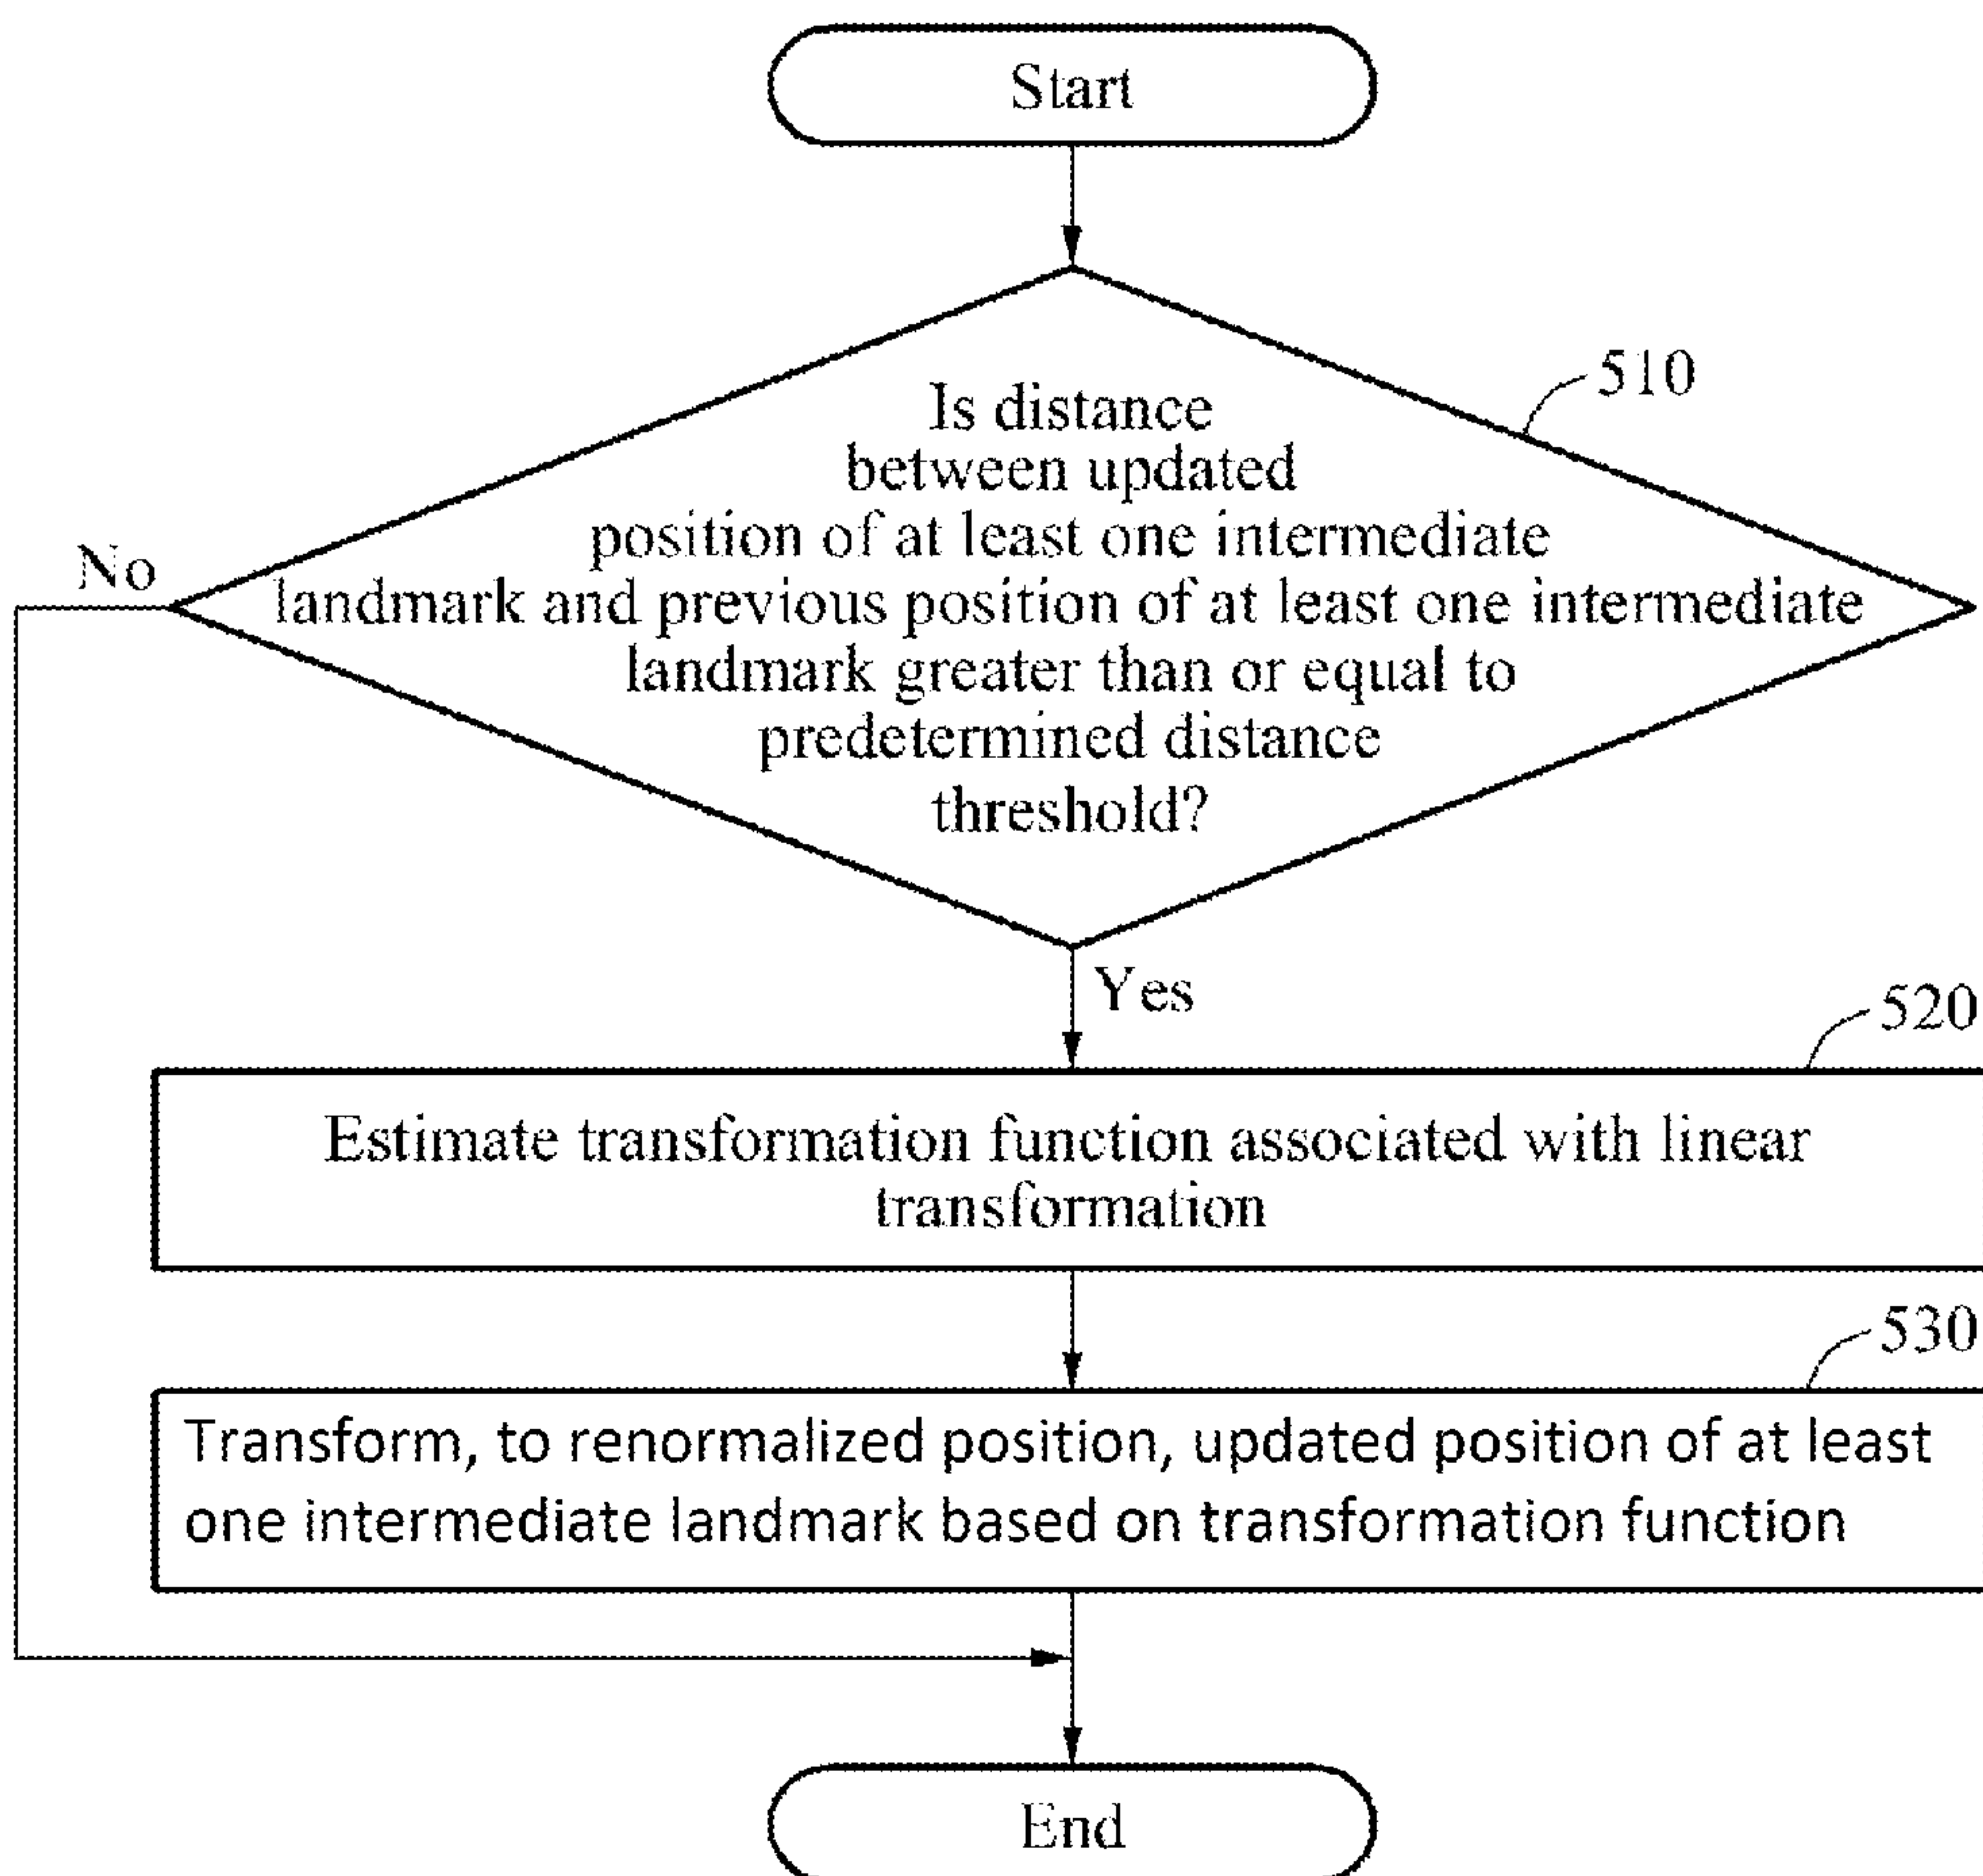 Start
510
Is distance
between updated
position of at least one intermediate
No
landmark and previous position of at least one intermediate
landmark greater than or equal to
predetermined distance
threshold?
Yes
520
Estimate transformation function associated with linear
transformation
530
Transform, to renormalized position, updated position of at least
one intermediate landmark based on transformation function
End